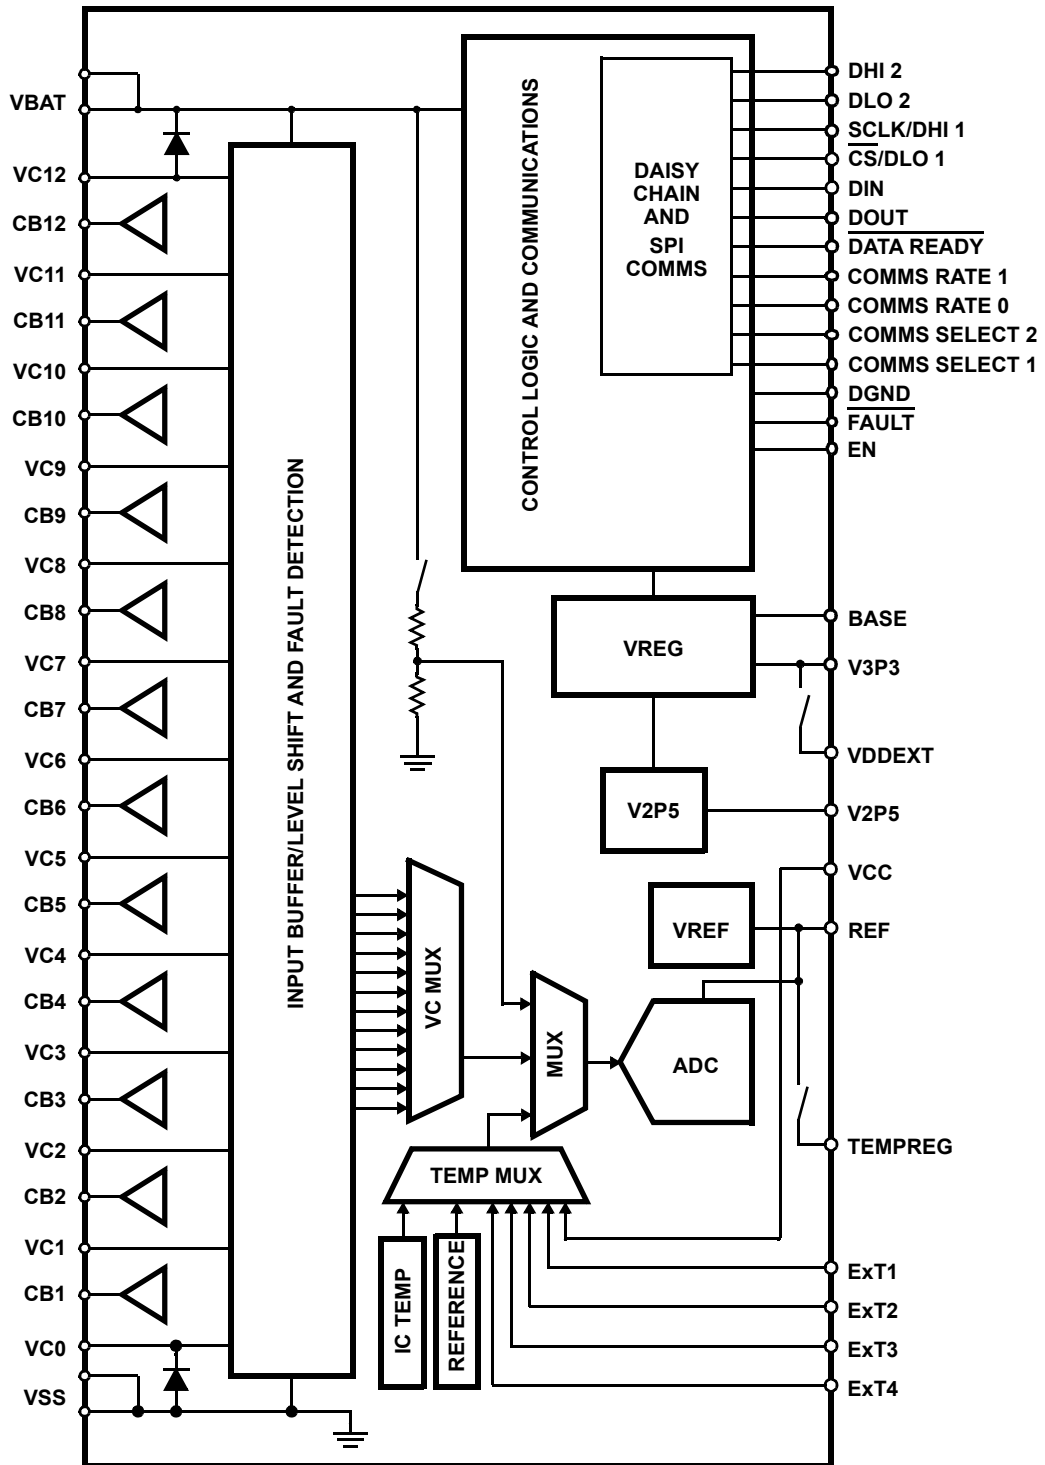 VBAT
VC12
CB12
VC11
CB11
VC10
CB10
VC9
CB9
VC8
CB8
VC7
CB7
VC6
CB6
VC5
CB5
VC4
CB4
VC3
CB3
VC2
CB2
VC1
CB1
VC0
VSS
INPUT BUFFER/LEVEL SHIFT AND FAULT DETECTION
CONTROL LOGIC AND COMMUNICATIONS
DAISY
CHAIN
AND
SPI
COMMS
DHI 2
DLO 2
SCLK/DHI 1
CS/DLO 1
DIN
DOUT
DATA READY
COMMS RATE 1
COMMS RATE 0
COMMS SELECT 2
COMMS SELECT 1
DGND
FAULT
EN
VREG
BASE
V3P3
VDDEXT
V2P5
V2P5
VCC
VREF
REF
VC MUX
MUX
ADC
TEMP MUX
TEMPREG
IC TEMP
REFERENCE
ExT1
ExT2
ExT3
ExT4